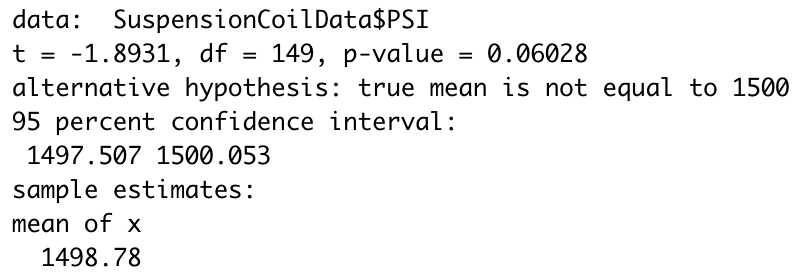 data:  SuspensionCoilData$PSI
t = -1.8931, df = 149, p-value = 0.06028
alternative hypothesis: true mean is not equal to 1500
95 percent confidence interval:
 1497.507 1500.053
sample estimates:
mean of x
  1498.78